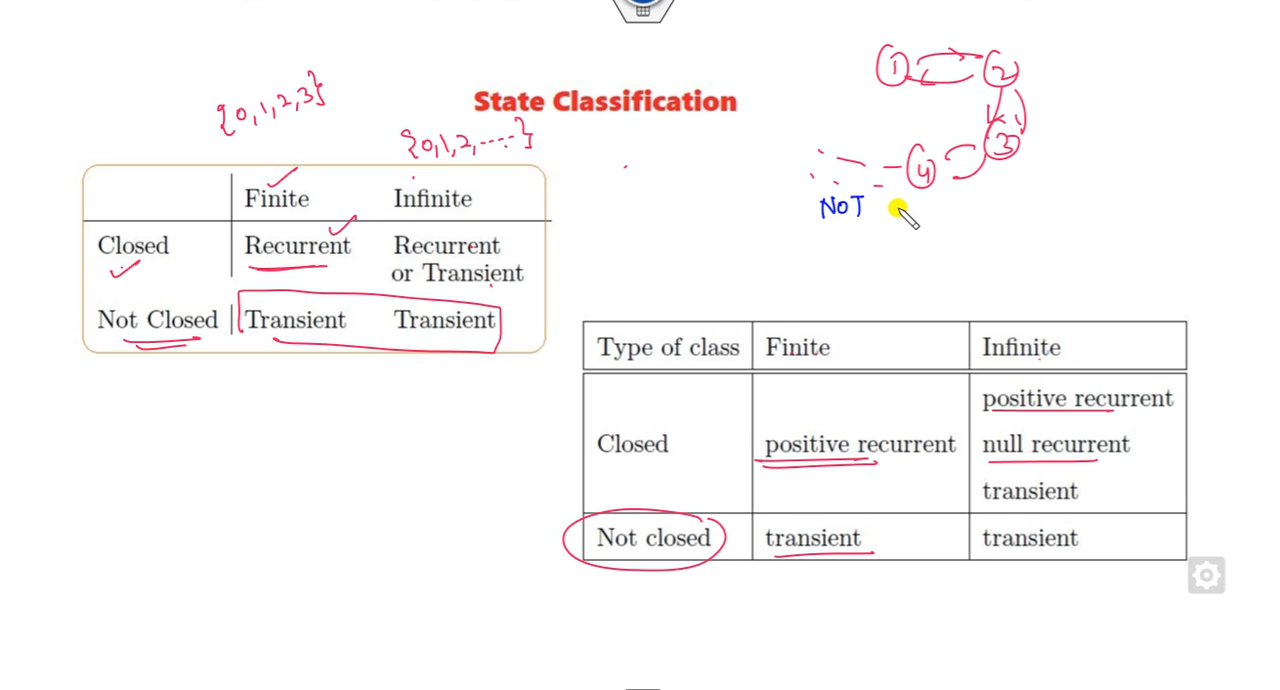 State Classification
{0,1,2,3}
{0,1,2,....}
Finite Infinite
Closed Recurrent Recurrent
or Transient
Not Closed Transient Transient
1 2
3
4
NOT
Type of class Finite Infinite
positive recurrent
Closed positive recurrent null recurrent
transient
Not closed transient transient